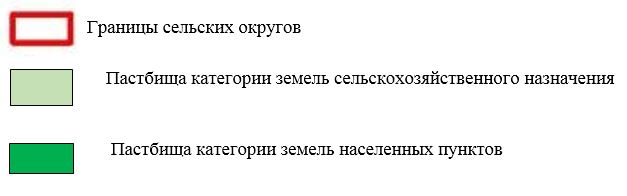 Границы сельских округов
Пастбища категории земель сельскохозяйственного назначения
Пастбища категории земель населенных пунктов